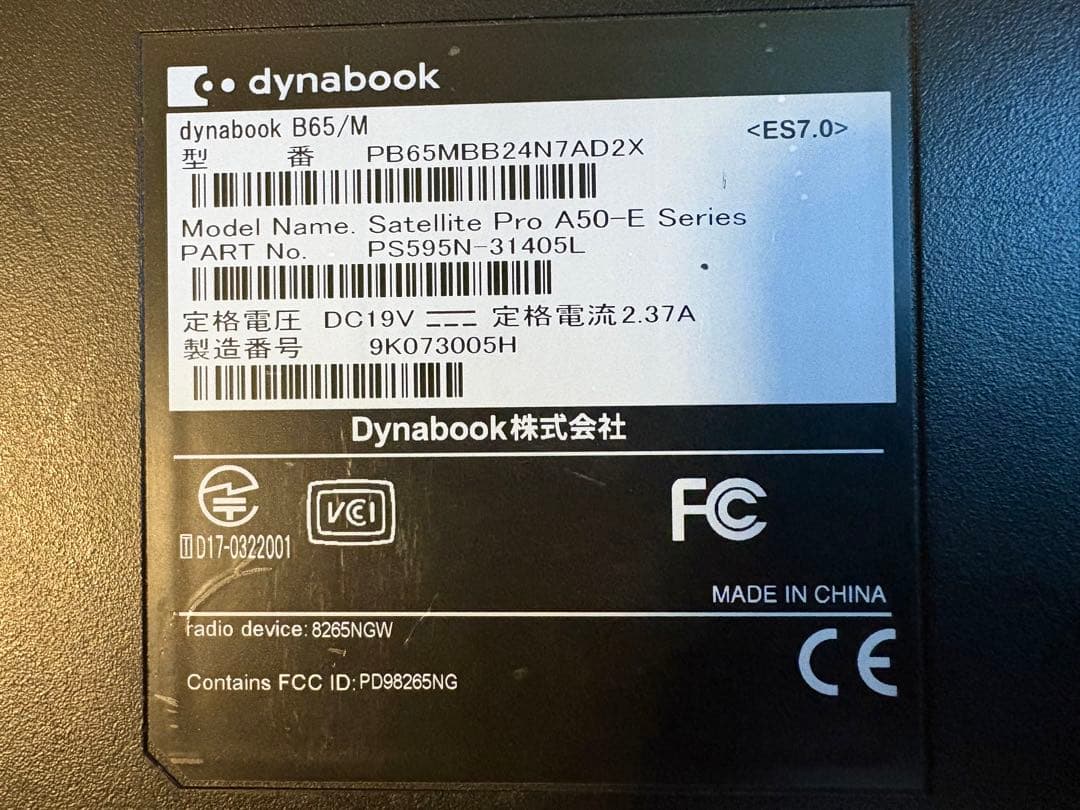 dynabook
dynabook B65/M <ES7.0>
型 番 PB65MBB24N7AD2X
Model Name. Satellite Pro A50-E Series
PART No. PS595N-31405L
定格電圧 DC19V 定格電流2.37A
製造番号 9K073005H
Dynabook株式会社
VCI
FC
T D17-0322001
MADE IN CHINA
radio device: 8265NGW
CE
Contains FCC ID: PD98265NG